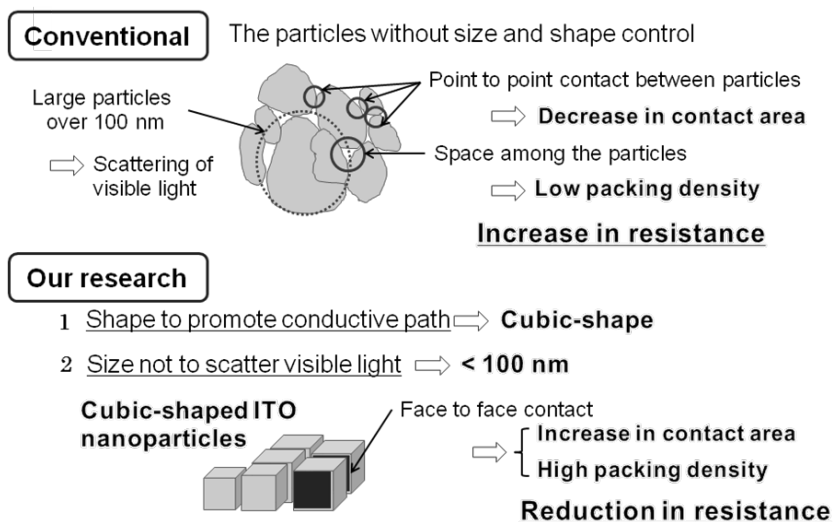 Conventional
The particles without size and shape control
Large particles
over 100 nm
Scattering of
visible light
Point to point contact between particles
Decrease in contact area
Space among the particles
Low packing density
Increase in resistance
Our research
1 Shape to promote conductive path
Cubic-shape
2 Size not to scatter visible light
< 100 nm
Cubic-shaped ITO
nanoparticles
Face to face contact
Increase in contact area
High packing density
Reduction in resistance